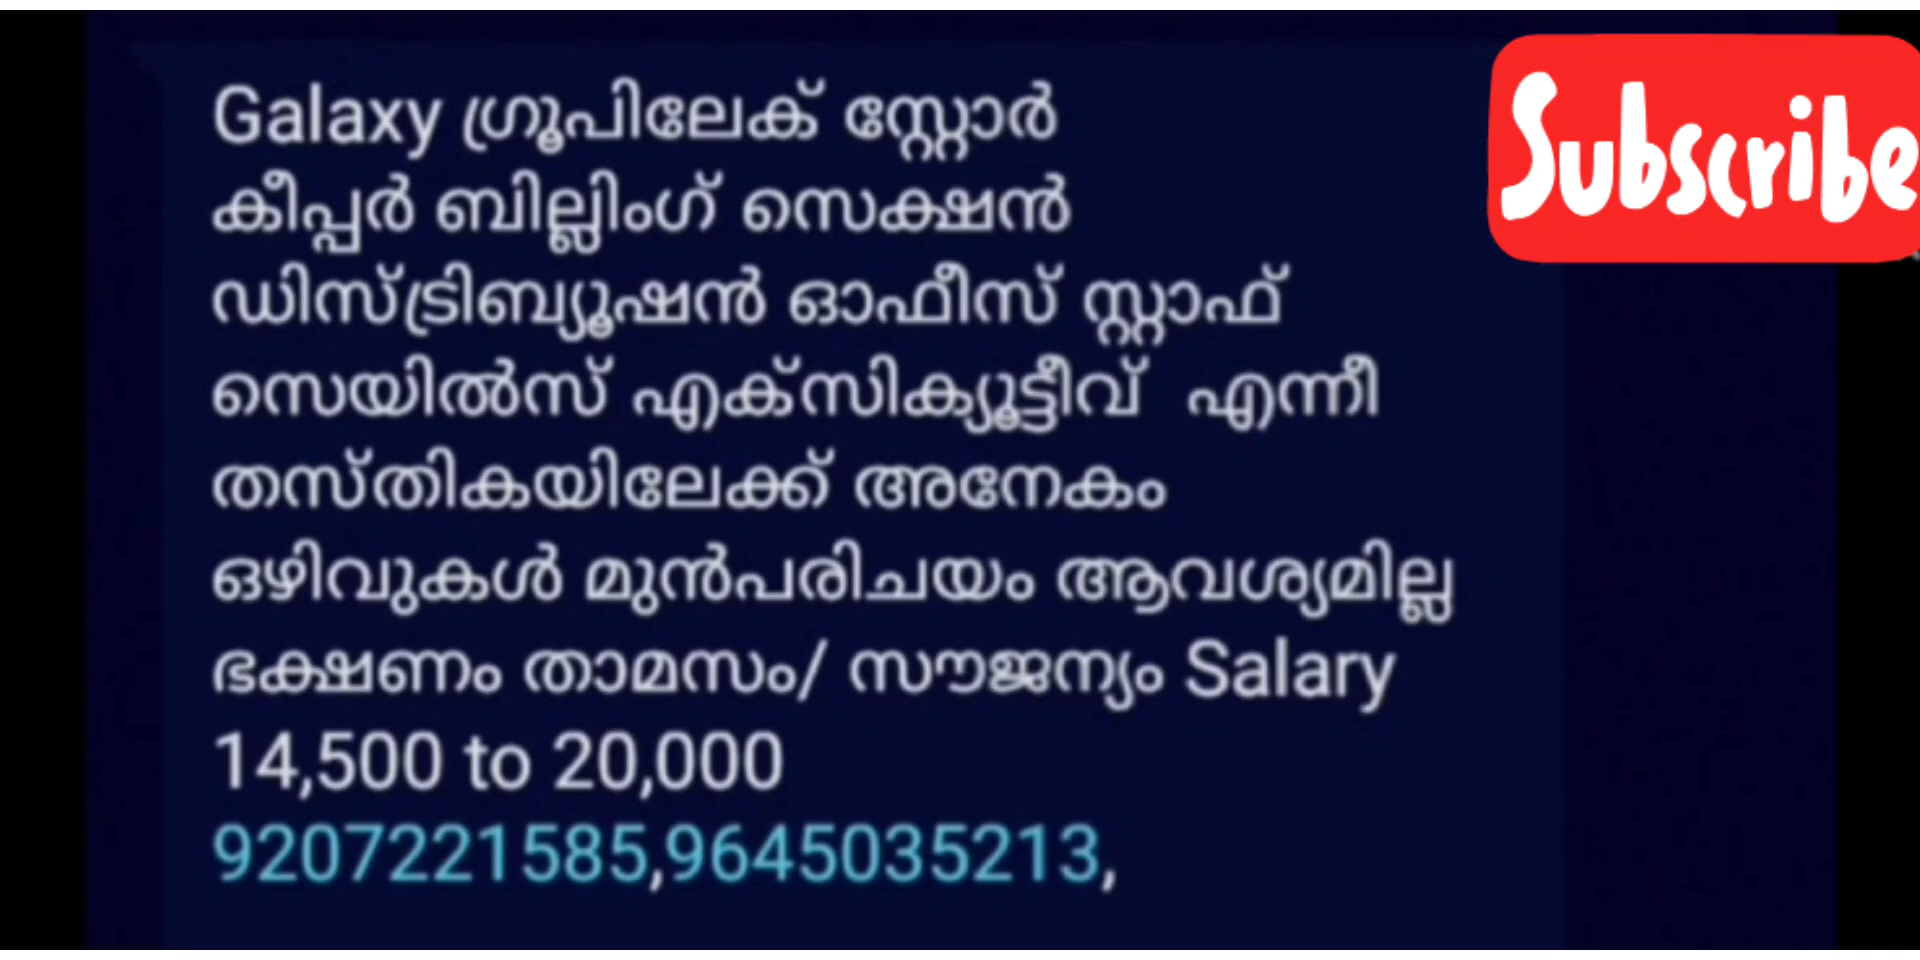 Galaxy ഗ്രൂപിലേക് സ്റ്റോർ
കീപ്പർ ബില്ലിംഗ് സെക്ഷൻ
ഡിസ്ട്രിബ്യൂഷൻ ഓഫീസ് സ്റ്റാഫ്
സെയിൽസ് എക്സിക്യൂട്ടീവ്  എന്നീ
തസ്തികയിലേക്ക് അനേകം
ഒഴിവുകൾ മുൻപരിചയം ആവശ്യമില്ല
ഭക്ഷണം താമസം/ സൗജന്യം Salary
14,500 to 20,000
9207221585,9645035213,
Subscribe